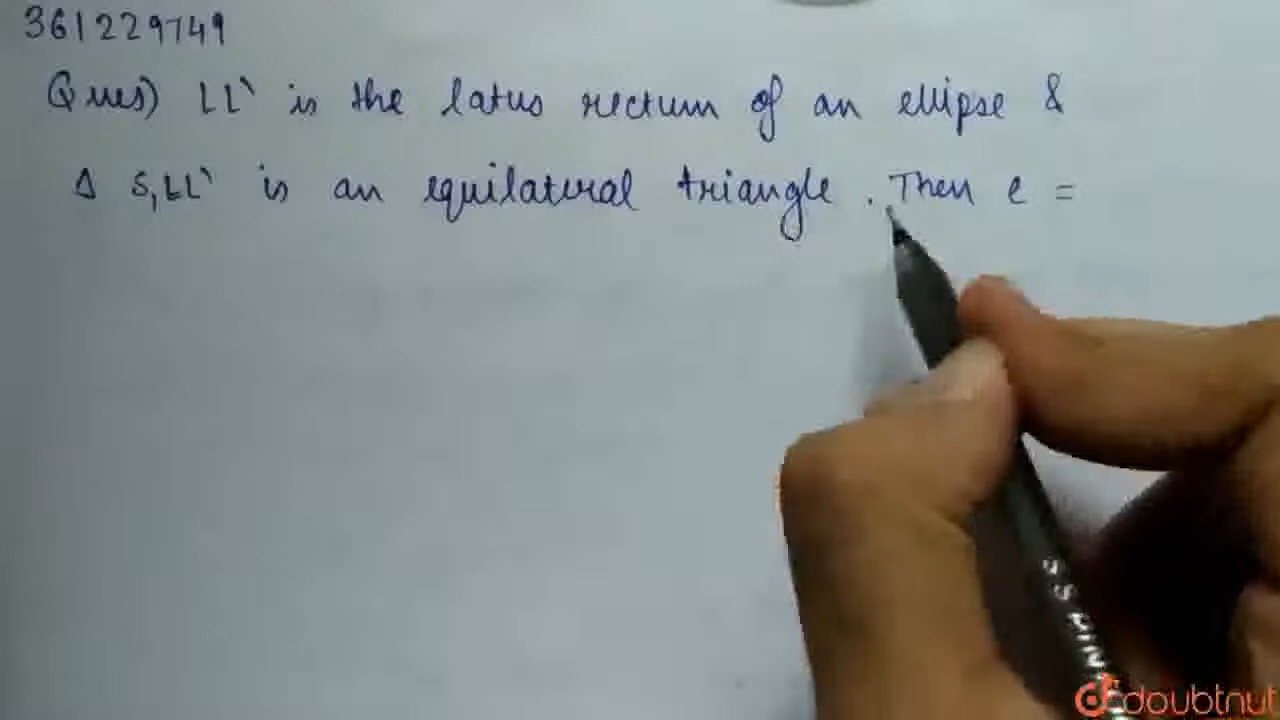 361229749
Ques) LL' is the latus rectum of an ellipse &
Δ S,LL' is an equilateral triangle. Then e =
doubtnut